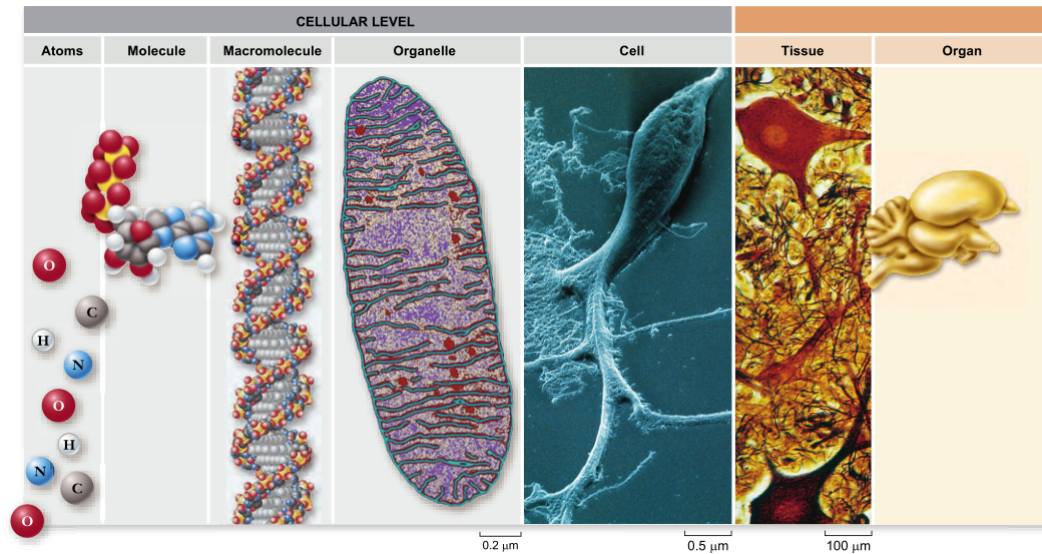 CELLULAR LEVEL
Atoms Molecule Macromolecule Organelle Cell Tissue Organ
O
C
H
N
O
H
N
C
O
0.2 µm 0.5 µm 100 µm